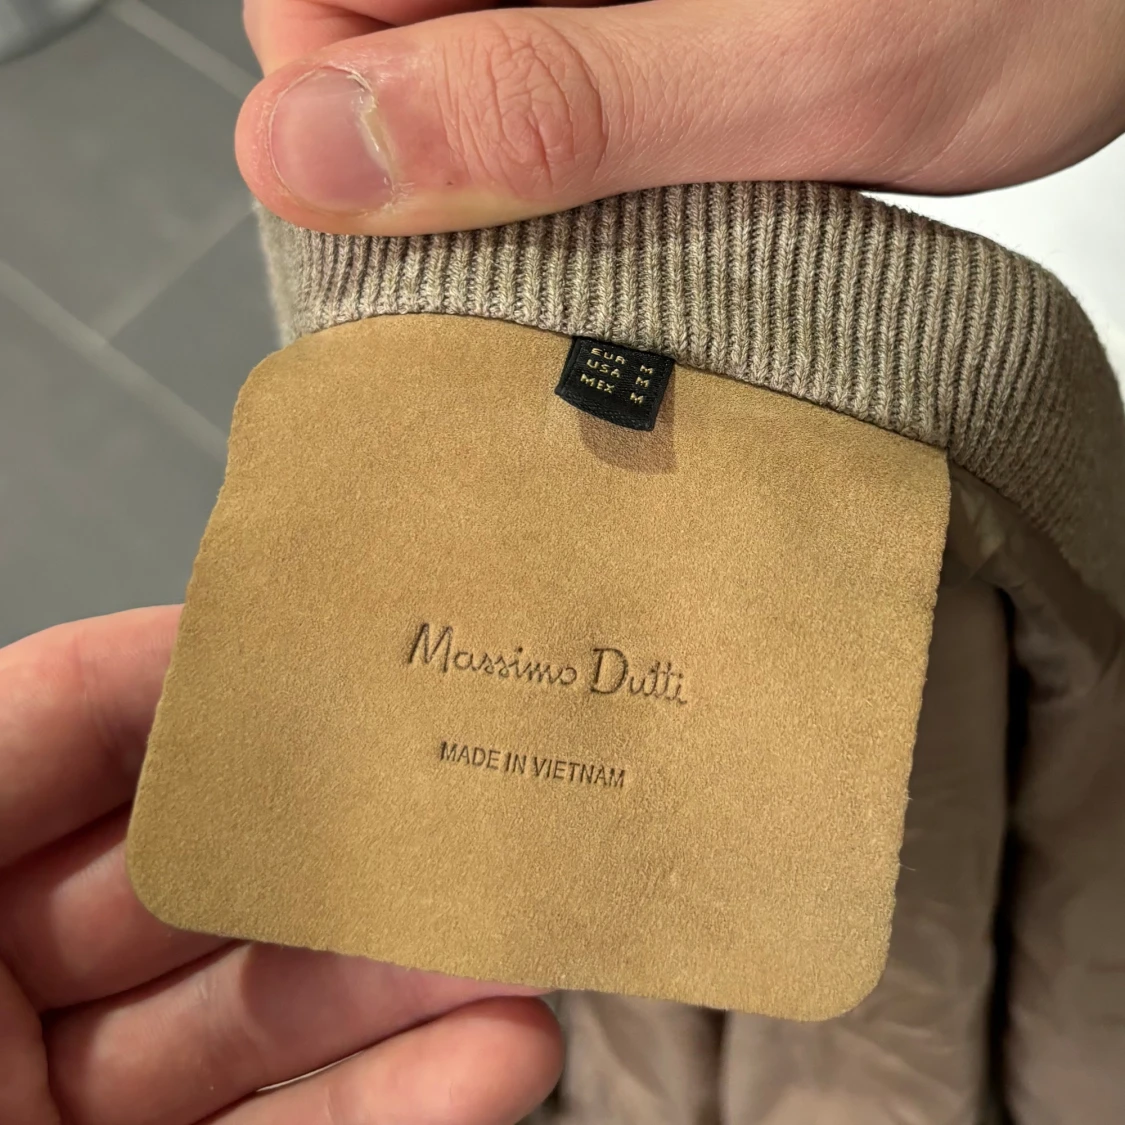 EUR M
USA M
MEX M
Massimo Dutti
MADE IN VIETNAM